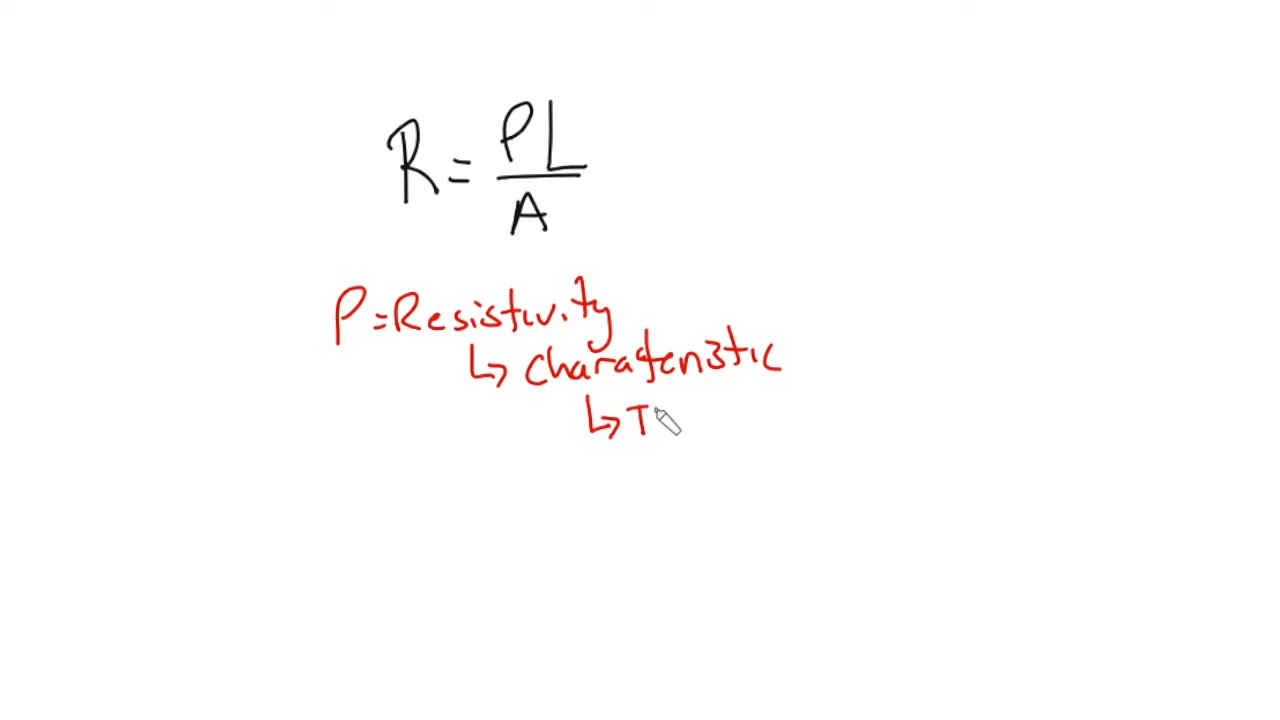 R = ρL
A
ρ = Resistivity
↳ characteristic
↳ T